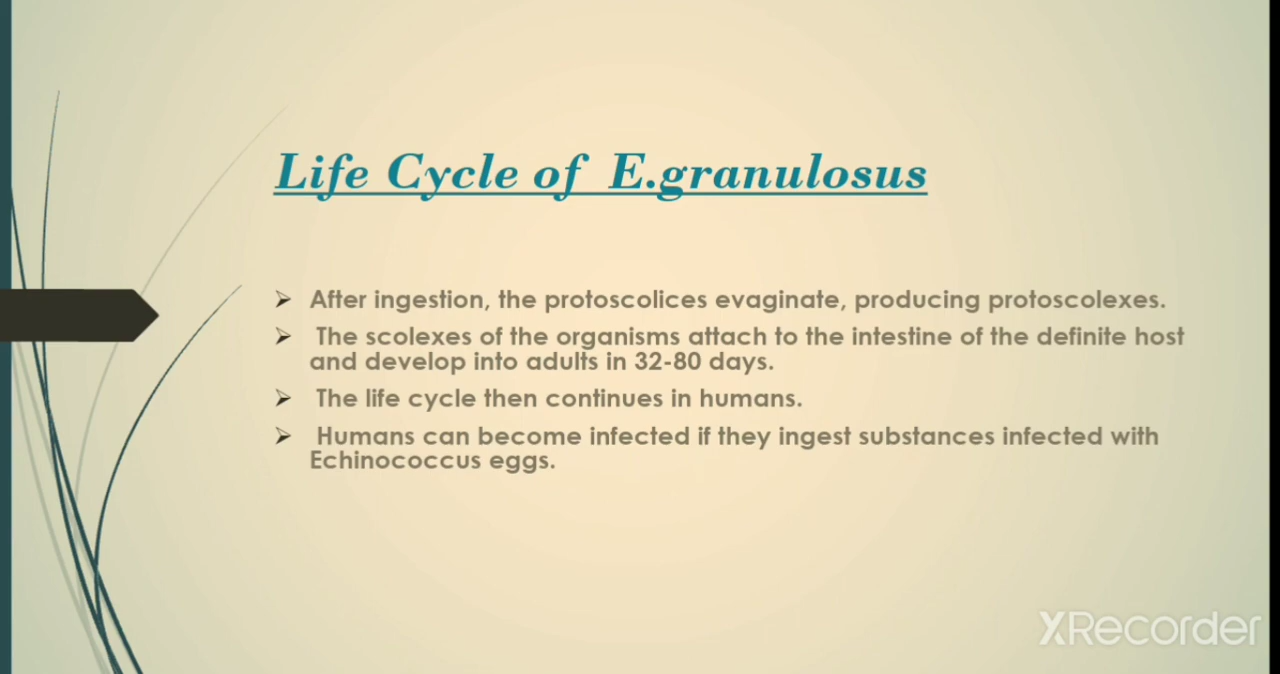 Life Cycle of E.granulosus
After ingestion, the protoscolices evaginate, producing protoscolexes.
The scolexes of the organisms attach to the intestine of the definite host
and develop into adults in 32-80 days.
The life cycle then continues in humans.
Humans can become infected if they ingest substances infected with
Echinococcus eggs.
XRecorder